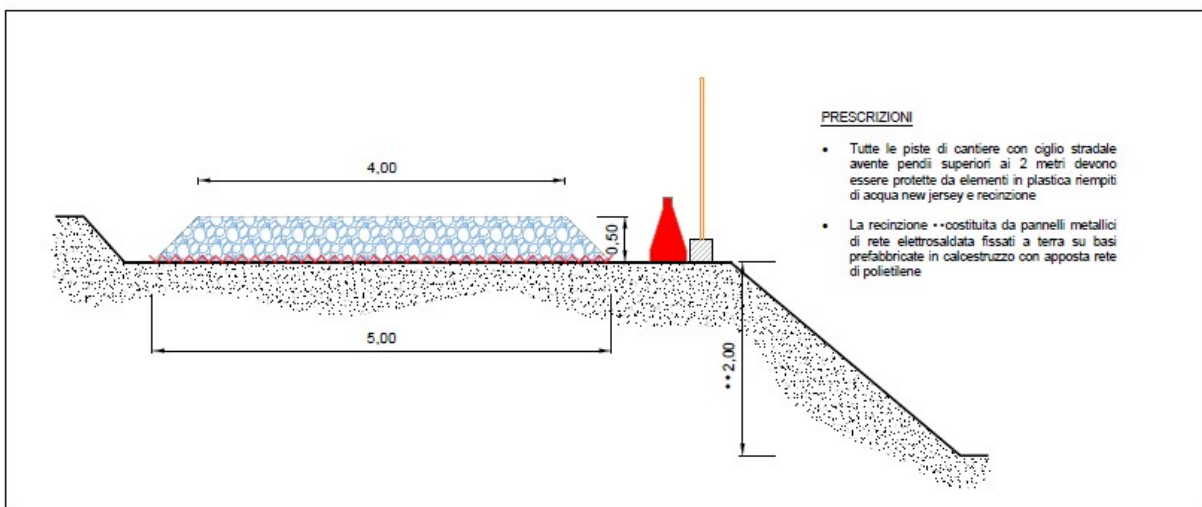 PRESCRIZIONI
• Tutte le piste di cantiere con ciglio stradale
avente pendii superiori ai 2 metri devono
essere protette da elementi in plastica riempiti
di acqua new jersey e recinzione
• La recinzione ••costituita da pannelli metallici
di rete elettrosaldata fissati a terra su basi
prefabbricate in calcestruzzo con apposta rete
di polietilene
4,00
0,50
5,00
••2,00